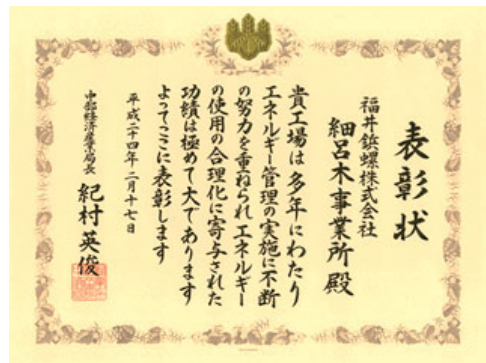 表彰状
福井鋲螺株式会社
細呂木事業所 殿
貴工場は多年にわたり
エネルギー管理の実施に不断
の努力を重ねられ エネルギー
の使用の合理化に寄与された
功績は極めて大であります
よってここに表彰します
平成二十四年二月十七日
中部経済産業局長 紀村英俊